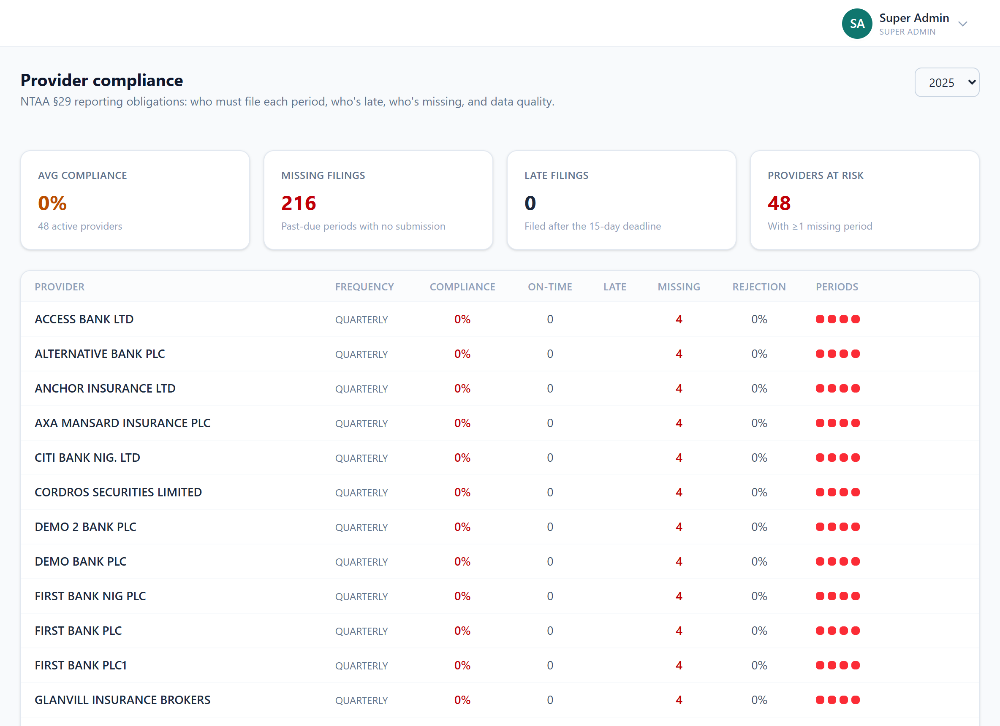 SA
Super Admin
SUPER ADMIN
Provider compliance
2025
NTAA §29 reporting obligations: who must file each period, who's late, who's missing, and data quality.
AVG COMPLIANCE
0%
48 active providers
MISSING FILINGS
216
Past-due periods with no submission
LATE FILINGS
0
Filed after the 15-day deadline
PROVIDERS AT RISK
48
With ≥1 missing period
PROVIDER FREQUENCY COMPLIANCE ON-TIME LATE MISSING REJECTION PERIODS
ACCESS BANK LTD QUARTERLY 0% 0 4 0%
ALTERNATIVE BANK PLC QUARTERLY 0% 0 4 0%
ANCHOR INSURANCE LTD QUARTERLY 0% 0 4 0%
AXA MANSARD INSURANCE PLC QUARTERLY 0% 0 4 0%
CITI BANK NIG. LTD QUARTERLY 0% 0 4 0%
CORDROS SECURITIES LIMITED QUARTERLY 0% 0 4 0%
DEMO 2 BANK PLC QUARTERLY 0% 0 4 0%
DEMO BANK PLC QUARTERLY 0% 0 4 0%
FIRST BANK NIG PLC QUARTERLY 0% 0 4 0%
FIRST BANK PLC QUARTERLY 0% 0 4 0%
FIRST BANK PLC1 QUARTERLY 0% 0 4 0%
GLANVILL INSURANCE BROKERS QUARTERLY 0% 0 4 0%